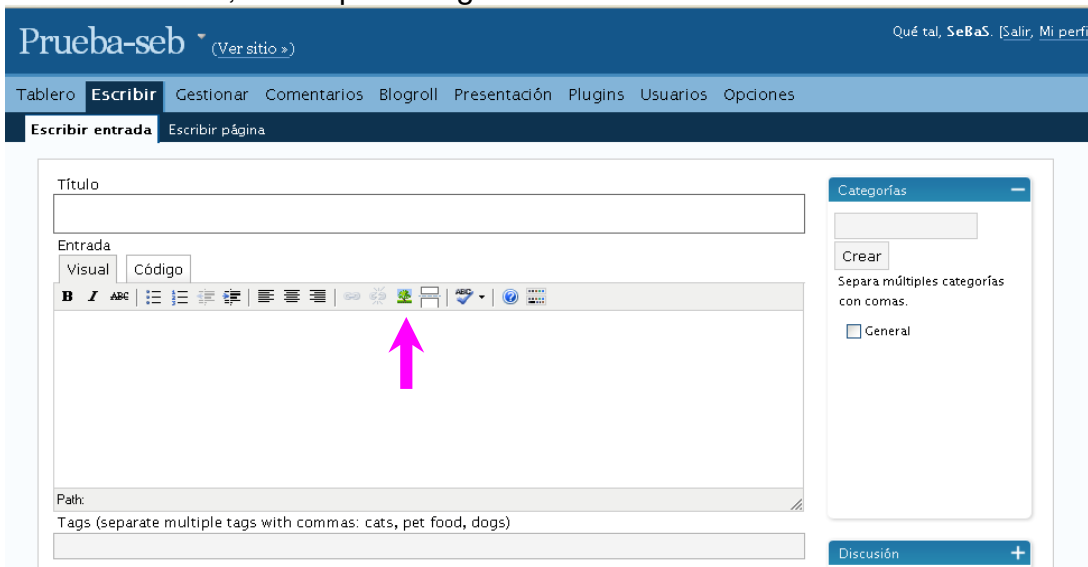 Prueba-seb (Ver sitio »)
Qué tal, SeBaS. [Salir, Mi perfi
Tablero Escribir Gestionar Comentarios Blogroll Presentación Plugins Usuarios Opciones
Escribir entrada Escribir página
Título
Entrada
Visual Código
B I ABC ABC
Path:
Tags (separate multiple tags with commas: cats, pet food, dogs)
Categorías
Crear
Separa múltiples categorías
con comas.
General
Discusión